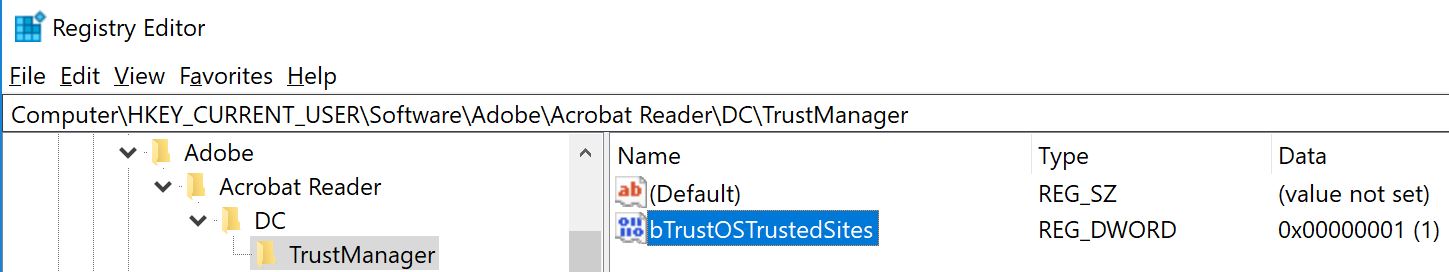 Registry Editor
File Edit View Favorites Help
Computer\HKEY_CURRENT_USER\Software\Adobe\Acrobat Reader\DC\TrustManager
Adobe
Acrobat Reader
DC
TrustManager
Name Type Data
(Default) REG_SZ (value not set)
bTrustOSTrustedSites REG_DWORD 0x00000001 (1)